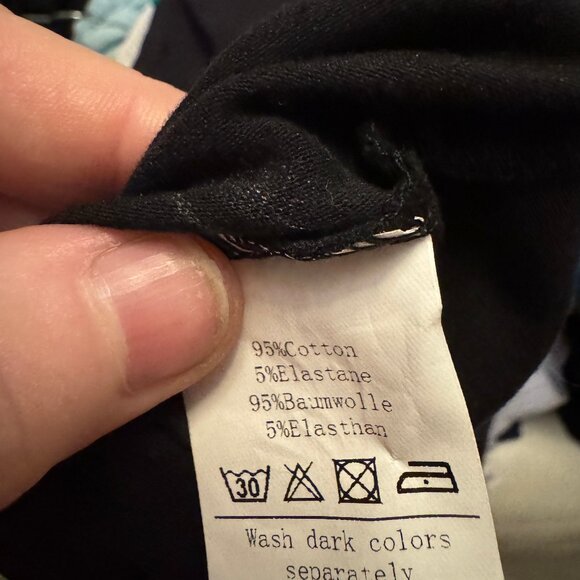 95%Cotton
5%Elastane
95%Baumwolle
5%Elasthan
30
Wash dark colors
separately